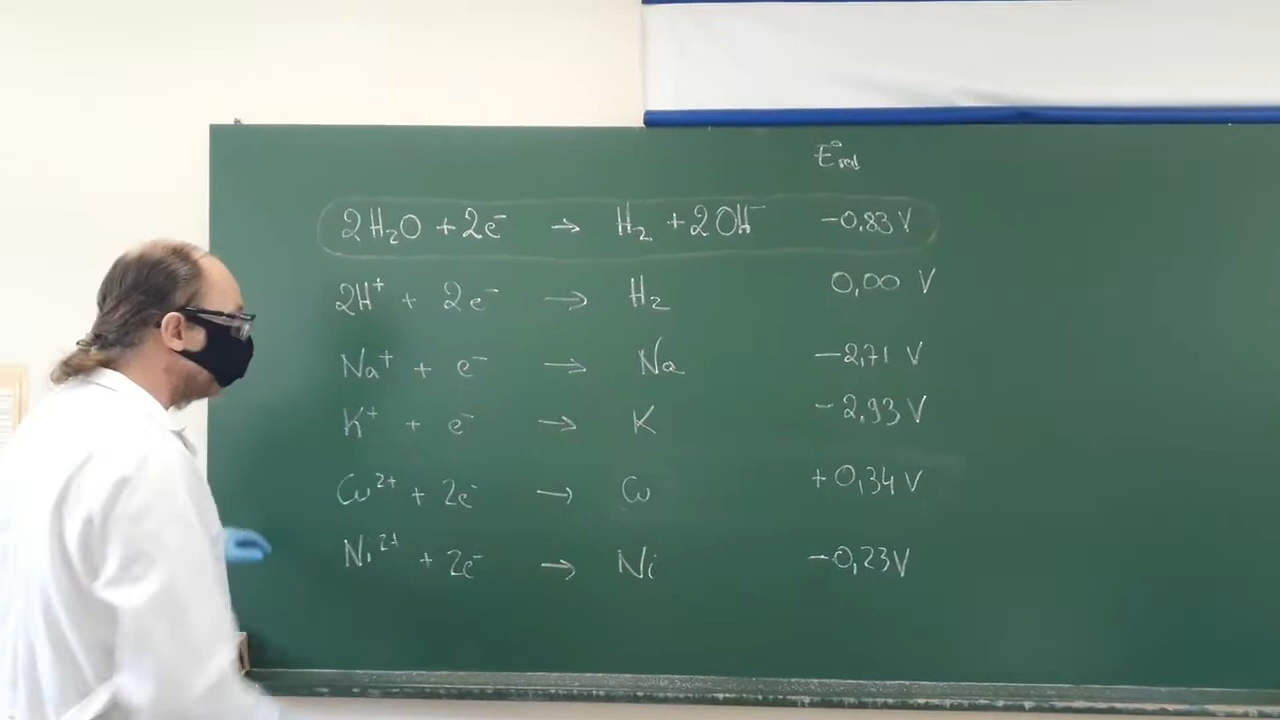 E°red
2H₂O + 2e⁻ → H₂ + 2OH⁻ −0,83 V
2H⁺ + 2e⁻ → H₂ 0,00 V
Na⁺ + e⁻ → Na −2,71 V
K⁺ + e⁻ → K −2,93 V
Cu²⁺ + 2e⁻ → Cu +0,34 V
Ni²⁺ + 2e⁻ → Ni −0,23 V